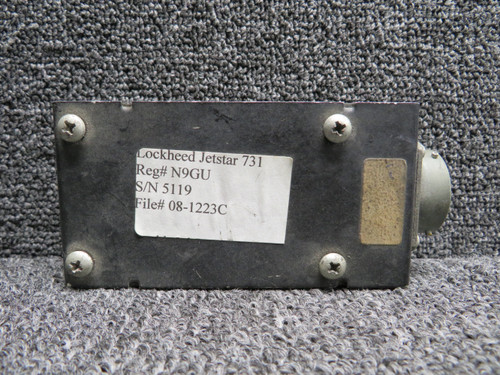 Lockheed Jetstar 731
Reg# N9GU
S/N 5119
File# 08-1223C